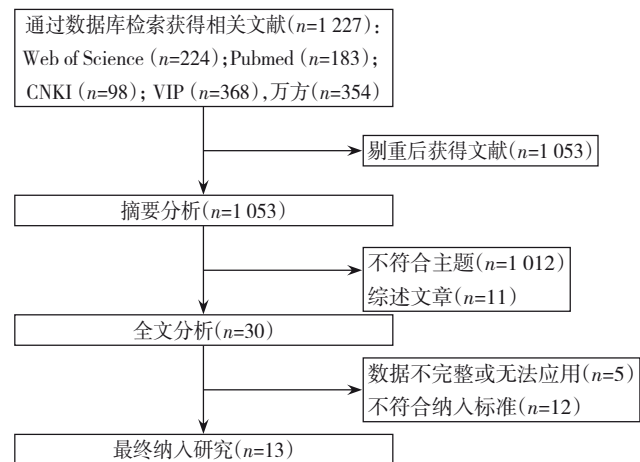 通过数据库检索获得相关文献(n=1 227)：
Web of Science (n=224)；Pubmed (n=183)；
CNKI (n=98)；VIP(n=368)，万方(n=354)
剔重后获得文献(n=1 053)
摘要分析(n=1 053)
不符合主题(n=1 012)
综述文章(n=11)
全文分析(n=30)
数据不完整或无法应用(n=5)
不符合纳入标准(n=12)
最终纳入研究(n=13)